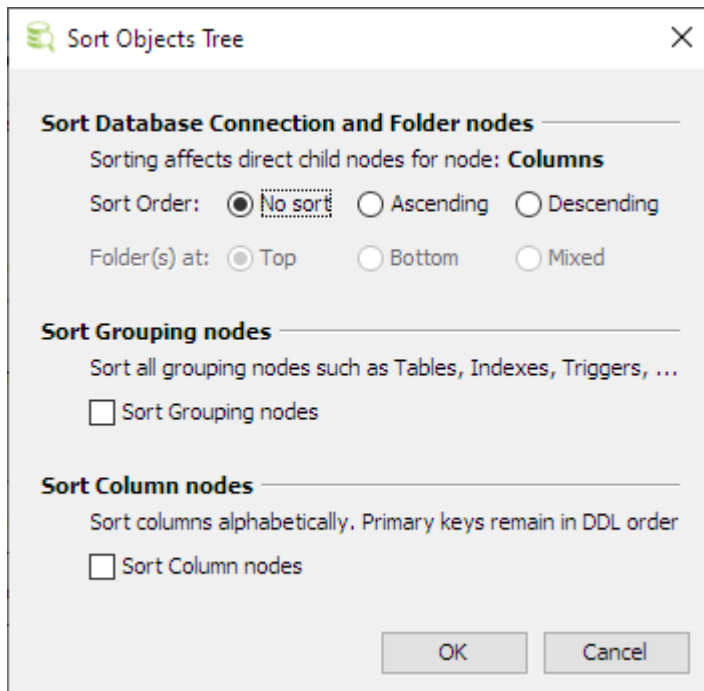 Sort Objects Tree
Sort Database Connection and Folder nodes
Sorting affects direct child nodes for node: Columns
Sort Order: No sort Ascending Descending
Folder(s) at: Top Bottom Mixed
Sort Grouping nodes
Sort all grouping nodes such as Tables, Indexes, Triggers, ...
Sort Grouping nodes
Sort Column nodes
Sort columns alphabetically. Primary keys remain in DDL order
Sort Column nodes
OK Cancel